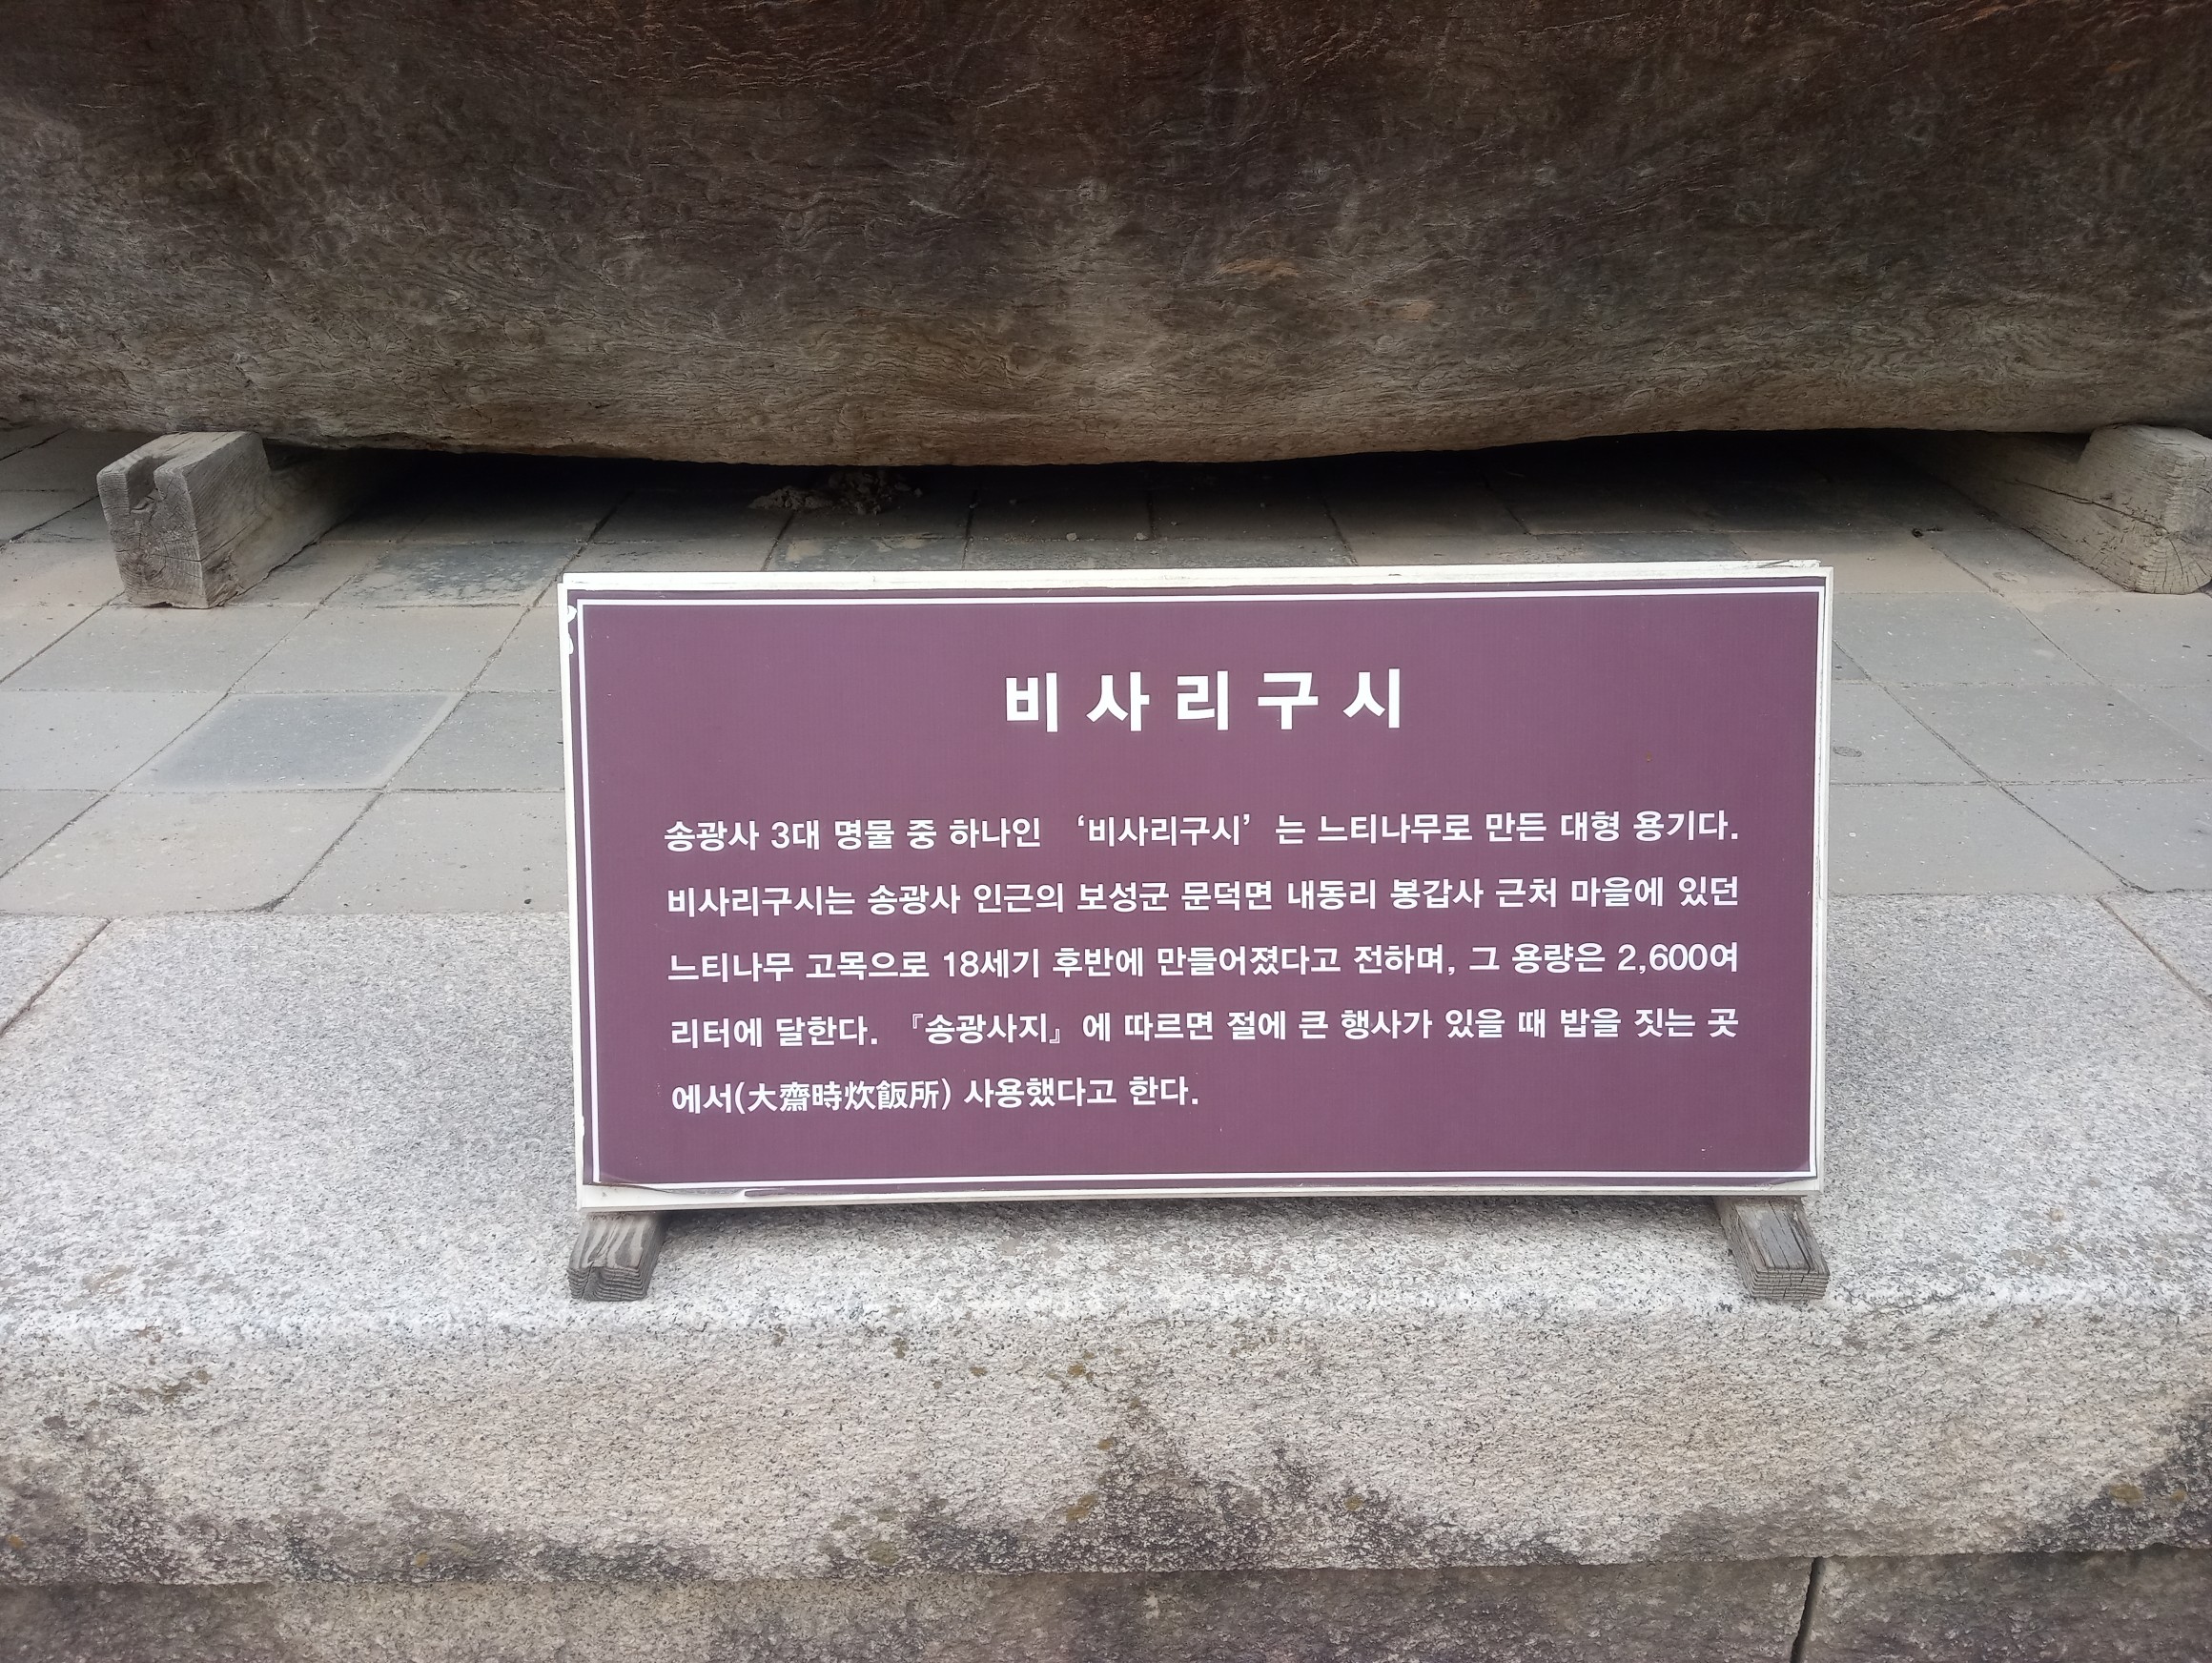 비사리구시
송광사 3대 명물 중 하나인 ‘비사리구시’는 느티나무로 만든 대형 용기다.
비사리구시는 송광사 인근의 보성군 문덕면 내동리 봉갑사 근처 마을에 있던
느티나무 고목으로 18세기 후반에 만들어졌다고 전하며, 그 용량은 2,600여
리터에 달한다. 『송광사지』에 따르면 절에 큰 행사가 있을 때 밥을 짓는 곳
에서(大齋時炊飯所) 사용했다고 한다.